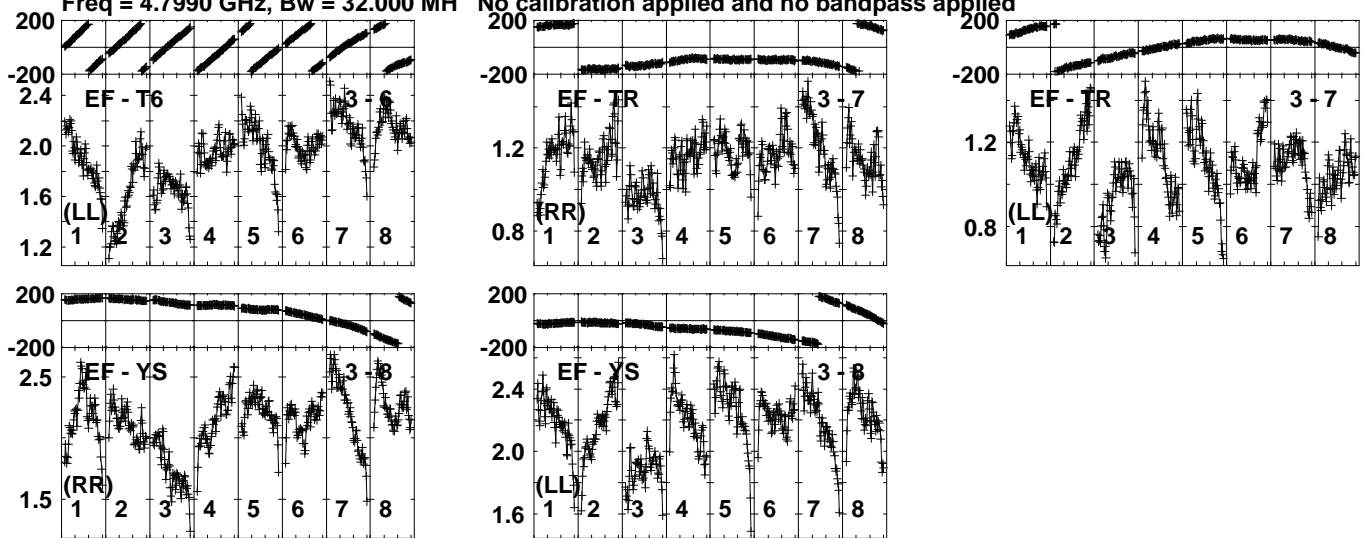 Freq = 4.7990 GHz, Bw = 32.000 MH No calibration applied and no bandpass applied
200
-200
2.4
2.0
1.6
1.2
EF - T6
3 - 6
(LL)
1 2 3 4 5 6 7 8
200
-200
1.2
0.8
EF - TR
3 - 7
(RR)
1 2 3 4 5 6 7 8
200
-200
1.2
0.8
EF - TR
3 - 7
(LL)
1 2 3 4 5 6 7 8
200
-200
2.5
1.5
EF - YS
3 - 8
(RR)
1 2 3 4 5 6 7 8
200
-200
2.4
2.0
1.6
EF - YS
3 - 8
(LL)
1 2 3 4 5 6 7 8